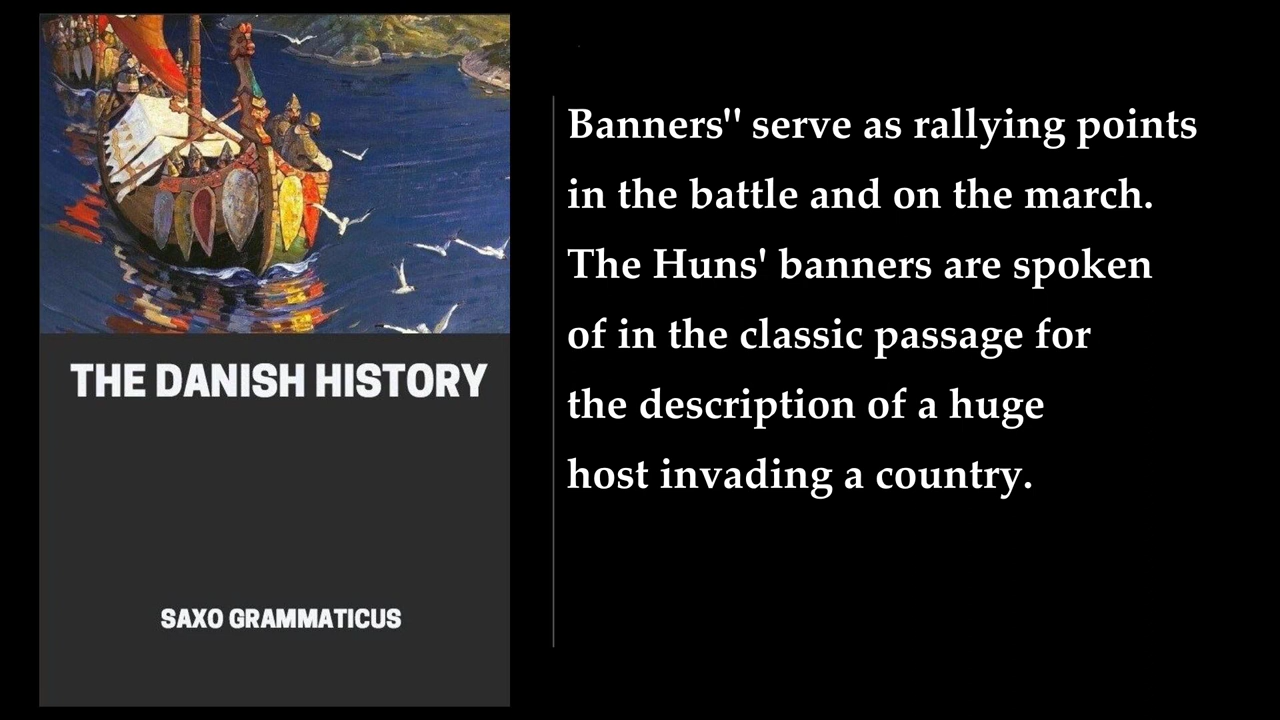 THE DANISH HISTORY
SAXO GRAMMATICUS
Banners'' serve as rallying points
in the battle and on the march.
The Huns' banners are spoken
of in the classic passage for
the description of a huge
host invading a country.